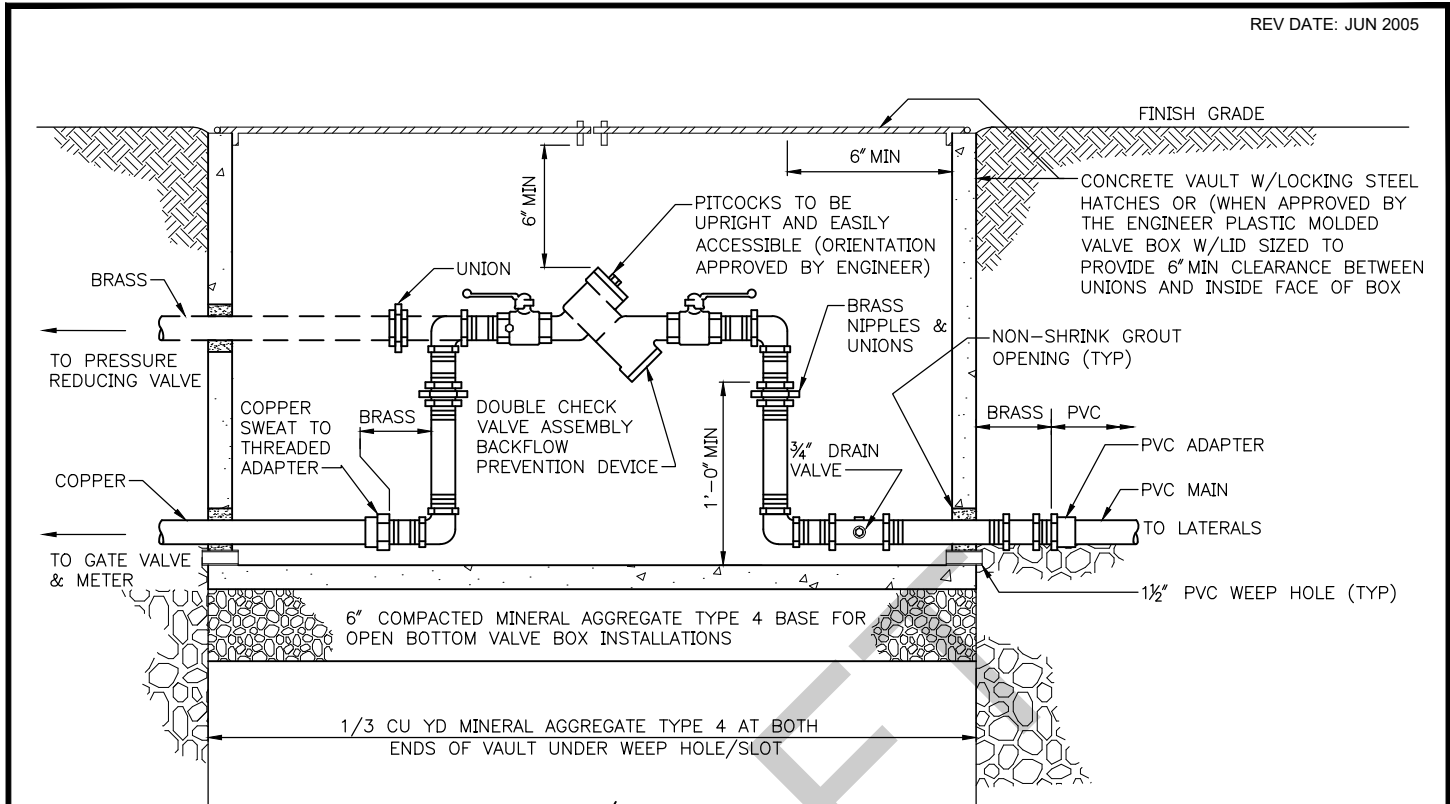 REV DATE: JUN 2005
FINISH GRADE
6" MIN
6" MIN
CONCRETE VAULT W/LOCKING STEEL
HATCHES OR (WHEN APPROVED BY
THE ENGINEER PLASTIC MOLDED
VALVE BOX W/LID SIZED TO
PROVIDE 6" MIN CLEARANCE BETWEEN
UNIONS AND INSIDE FACE OF BOX
PITCOCKS TO BE
UPRIGHT AND EASILY
ACCESSIBLE (ORIENTATION
APPROVED BY ENGINEER)
UNION
BRASS
BRASS
NIPPLES &
UNIONS
NON-SHRINK GROUT
OPENING (TYP)
TO PRESSURE
REDUCING VALVE
COPPER
SWEAT TO
THREADED
ADAPTER
BRASS
DOUBLE CHECK
VALVE ASSEMBLY
BACKFLOW
PREVENTION DEVICE
1'-0" MIN
¾" DRAIN
VALVE
BRASS
PVC
PVC ADAPTER
COPPER
PVC MAIN
TO LATERALS
TO GATE VALVE
& METER
1½" PVC WEEP HOLE (TYP)
6" COMPACTED MINERAL AGGREGATE TYPE 4 BASE FOR
OPEN BOTTOM VALVE BOX INSTALLATIONS
1/3 CU YD MINERAL AGGREGATE TYPE 4 AT BOTH
ENDS OF VAULT UNDER WEEP HOLE/SLOT